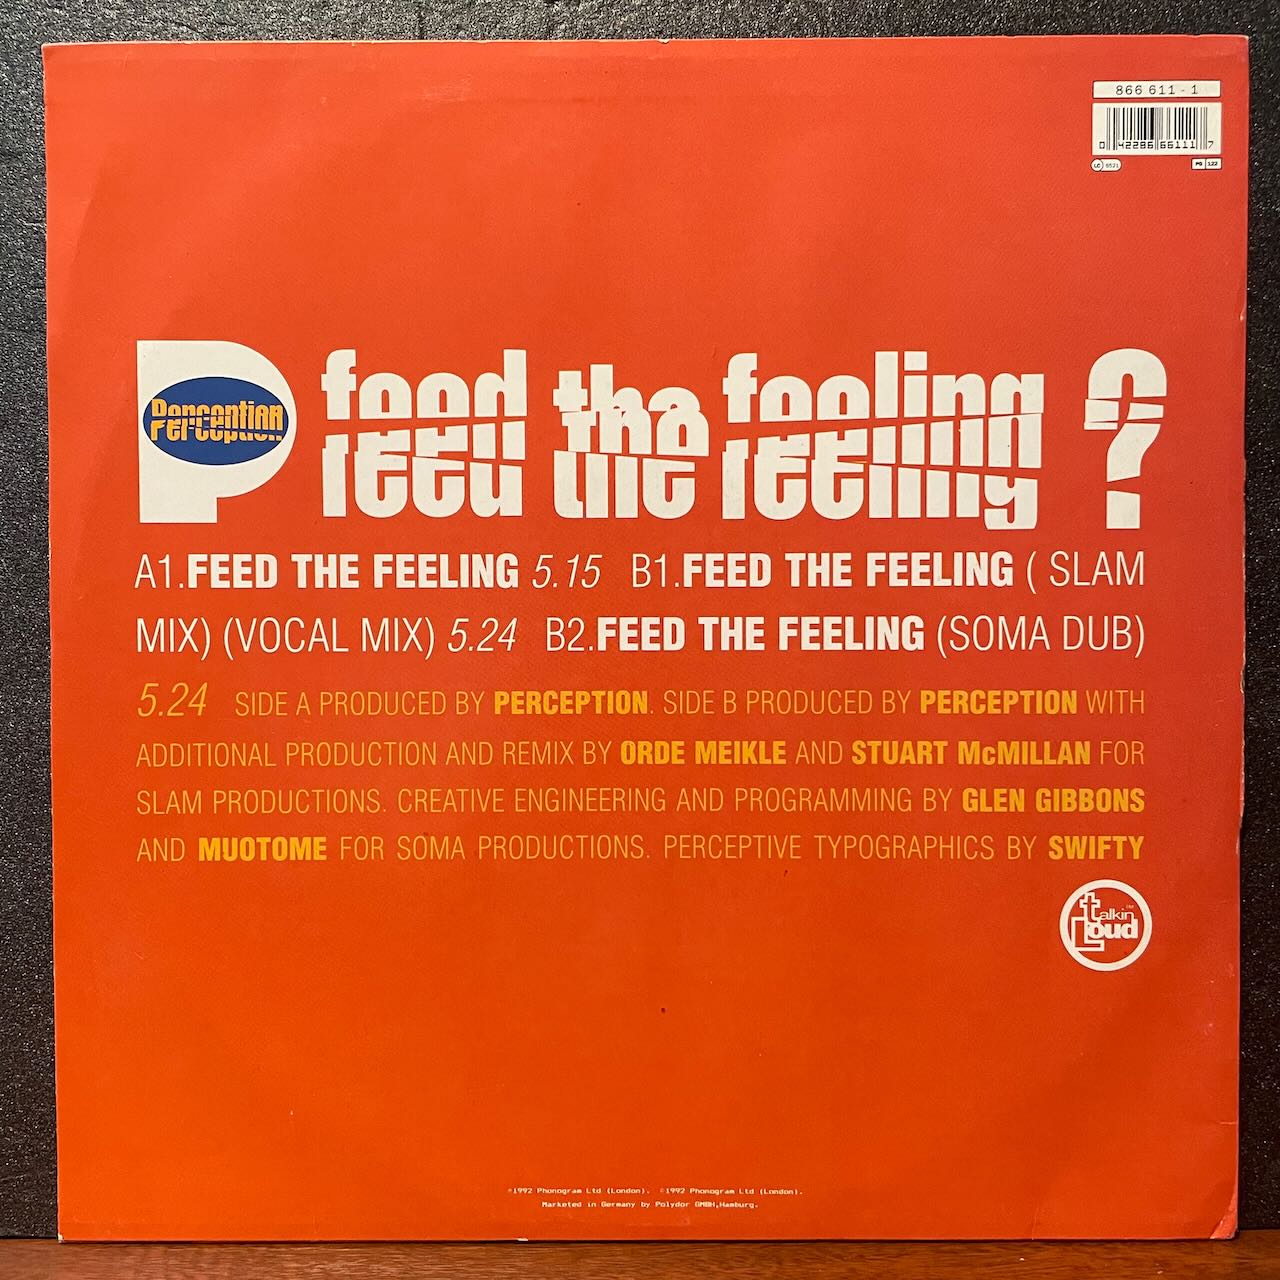 866 611 - 1
0 42286 66111 7
LC 8521
PG 122
Perception
feed the feeling ?
A1.FEED THE FEELING 5.15 B1.FEED THE FEELING ( SLAM
MIX) (VOCAL MIX) 5.24 B2.FEED THE FEELING (SOMA DUB)
5.24 SIDE A PRODUCED BY PERCEPTION. SIDE B PRODUCED BY PERCEPTION WITH
ADDITIONAL PRODUCTION AND REMIX BY ORDE MEIKLE AND STUART McMILLAN FOR
SLAM PRODUCTIONS. CREATIVE ENGINEERING AND PROGRAMMING BY GLEN GIBBONS
AND MUOTOME FOR SOMA PRODUCTIONS. PERCEPTIVE TYPOGRAPHICS BY SWIFTY
talkin Loud ™
℗1992 Phonogram Ltd (London). ©1992 Phonogram Ltd (London).
Marketed in Germany by Polydor GMBH,Hamburg.